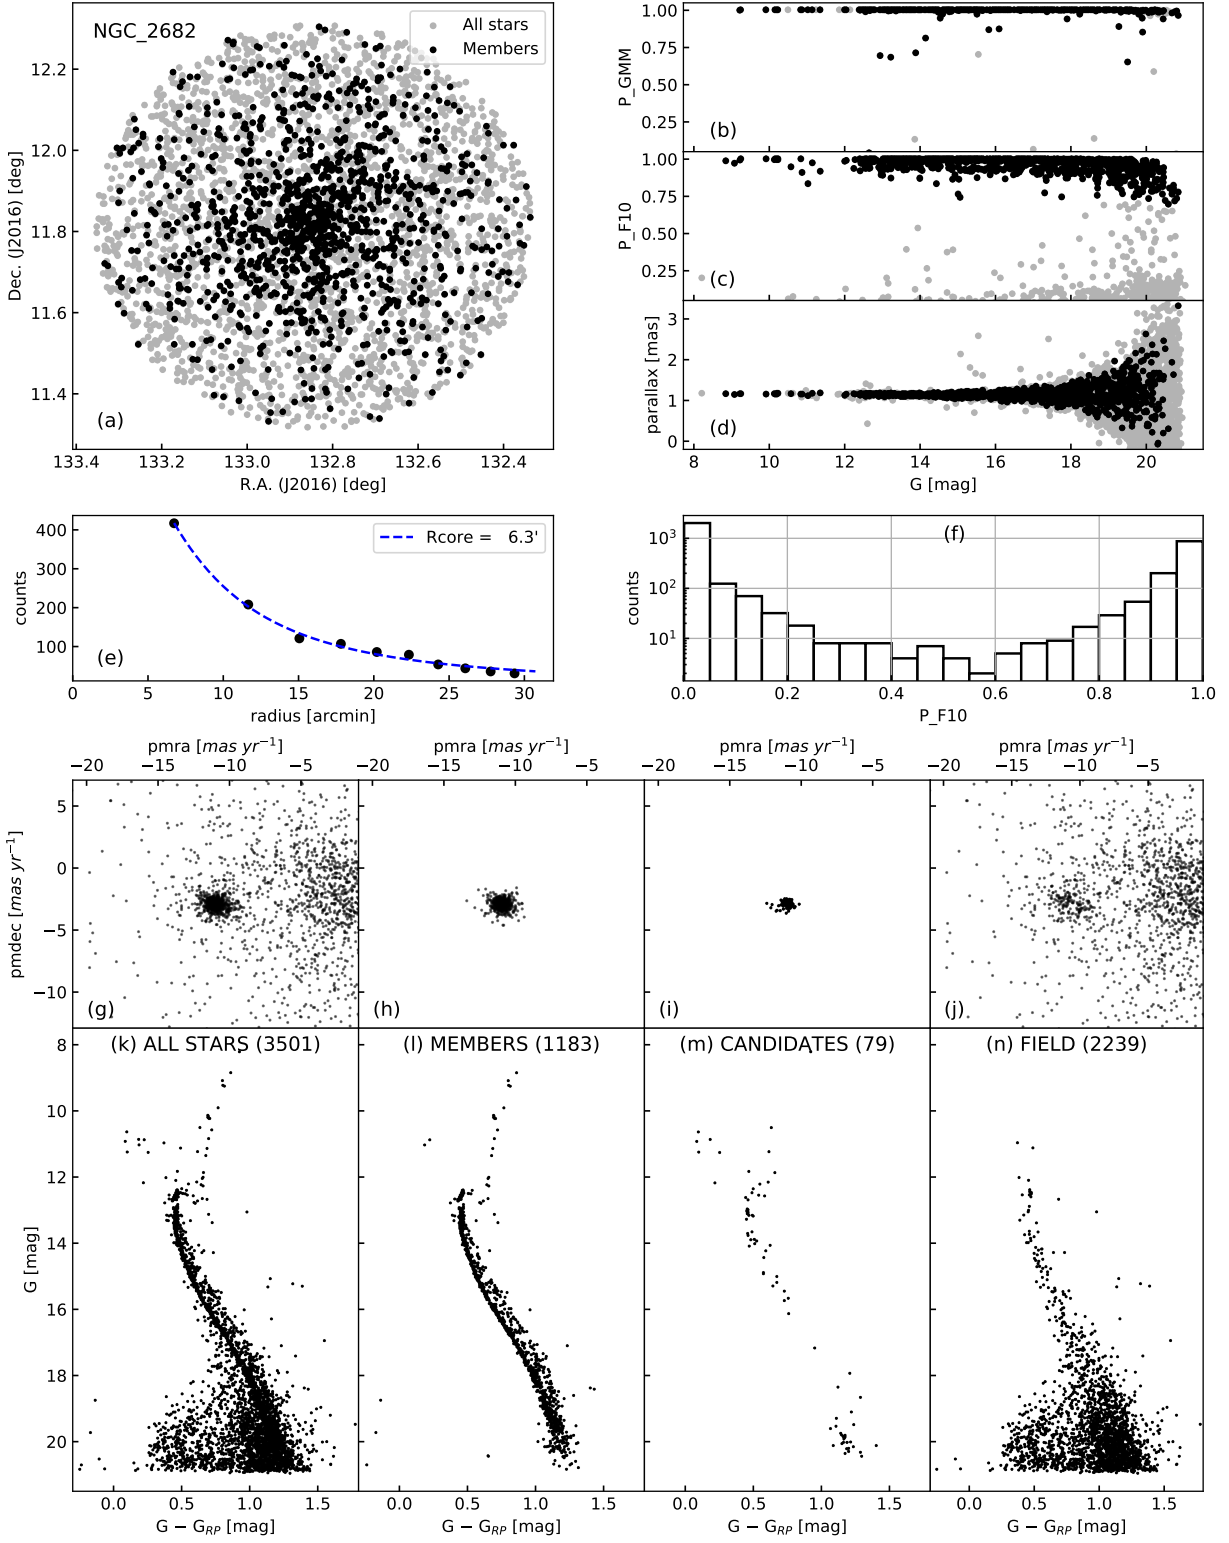 NGC_2682
All stars
Members
12.2
12.0
11.8
11.6
11.4
Dec. (J2016) [deg]
(a)
133.4 133.2 133.0 132.8 132.6 132.4
R.A. (J2016) [deg]
1.00
0.75
0.50
0.25
P_GMM
(b)
1.00
0.75
0.50
0.25
P_F10
(c)
3
2
1
0
parallax [mas]
(d)
8 10 12 14 16 18 20
G [mag]
400
300
200
100
counts
Rcore = 6.3'
(e)
0 5 10 15 20 25 30
radius [arcmin]
10³
10²
10¹
counts
(f)
0.0 0.2 0.4 0.6 0.8 1.0
P_F10
pmra [mas yr⁻¹] pmra [mas yr⁻¹] pmra [mas yr⁻¹] pmra [mas yr⁻¹]
−20 −15 −10 −5 −20 −15 −10 −5 −20 −15 −10 −5 −20 −15 −10 −5
5
0
−5
−10
pmdec [mas yr⁻¹]
(g) (h) (i) (j)
(k) ALL STARS (3501) (l) MEMBERS (1183) (m) CANDIDATES (79) (n) FIELD (2239)
8
10
12
14
16
18
20
G [mag]
0.0 0.5 1.0 1.5 0.0 0.5 1.0 1.5 0.0 0.5 1.0 1.5 0.0 0.5 1.0 1.5
G − G_RP [mag] G − G_RP [mag] G − G_RP [mag] G − G_RP [mag]